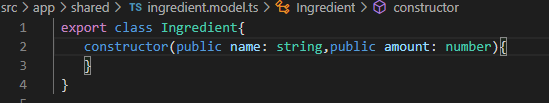 src > app > shared > TS ingredient.model.ts > Ingredient > constructor
1 export class Ingredient{
2 constructor(public name: string,public amount: number){
3 }
4 }
5